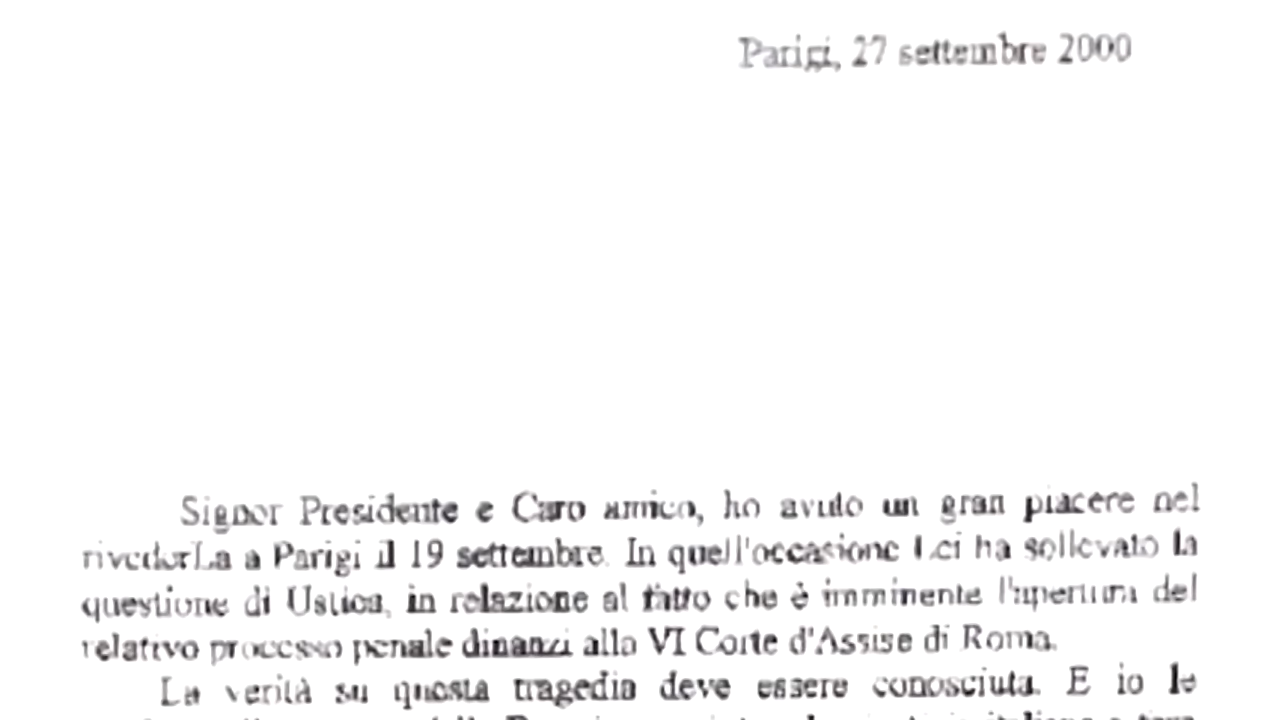 Parigi, 27 settembre 2000
Signor Presidente e Caro amico, ho avuto un gran piacere nel
rivederLa a Parigi il 19 settembre. In quell'occasione Lei ha sollevato la
questione di Ustica, in relazione al fatto che è imminente l'apertura del
relativo processo penale dinanzi alla VI Corte d'Assise di Roma.
La verità su questa tragedia deve essere conosciuta. E io le